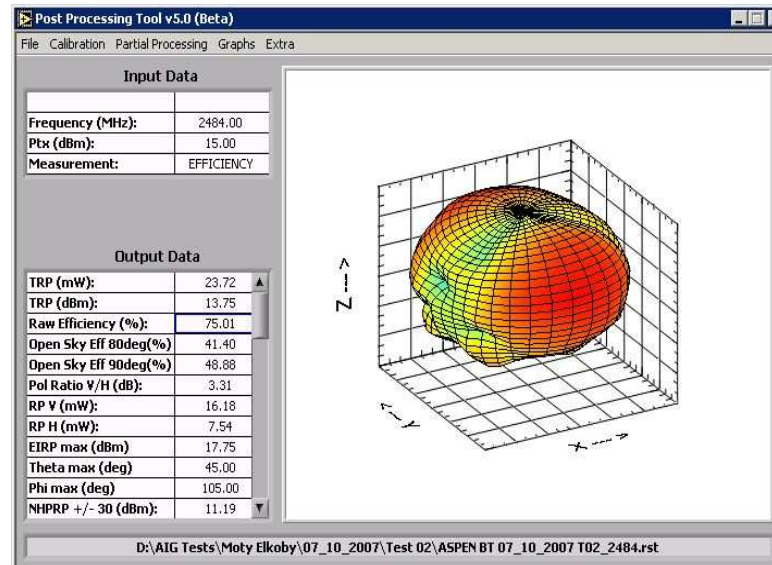 Post Processing Tool v5.0 (Beta)
File Calibration Partial Processing Graphs Extra
Input Data
Frequency (MHz): 2484.00
Ptx (dBm): 15.00
Measurement: EFFICIENCY
Output Data
TRP (mW): 23.72
TRP (dBm): 13.75
Raw Efficiency (%): 75.01
Open Sky Eff 80deg(%) 41.40
Open Sky Eff 90deg(%) 48.88
Pol Ratio V/H (dB): 3.31
RP V (mW): 16.18
RP H (mW): 7.54
EIRP max (dBm) 17.75
Theta max (deg) 45.00
Phi max (deg) 105.00
NHPRP +/- 30 (dBm): 11.19
Z --->
<--- Y
X --->
D:\AIG Tests\Moty Elkoby\07_10_2007\Test 02\ASPEN BT 07_10_2007 T02_2484.rst